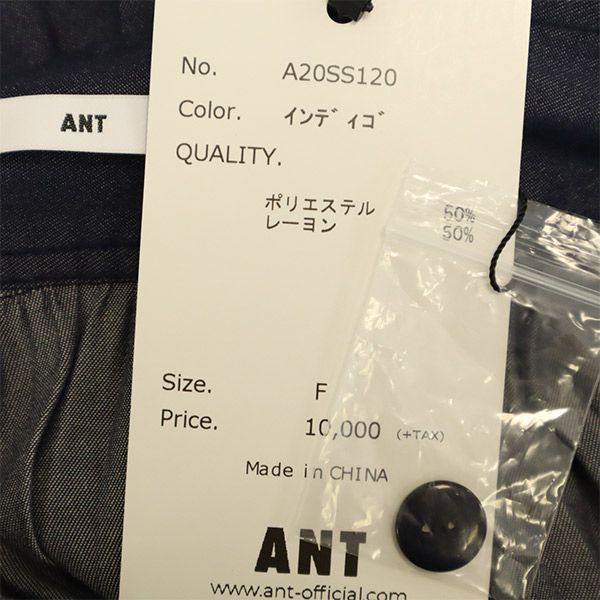 No. A20SS120
ANT
Color. インディゴ
QUALITY.
ポリエステル 50%
レーヨン 50%
Size. F
Price. 10,000 (+TAX)
Made in CHINA
ANT
www.ant-official.com